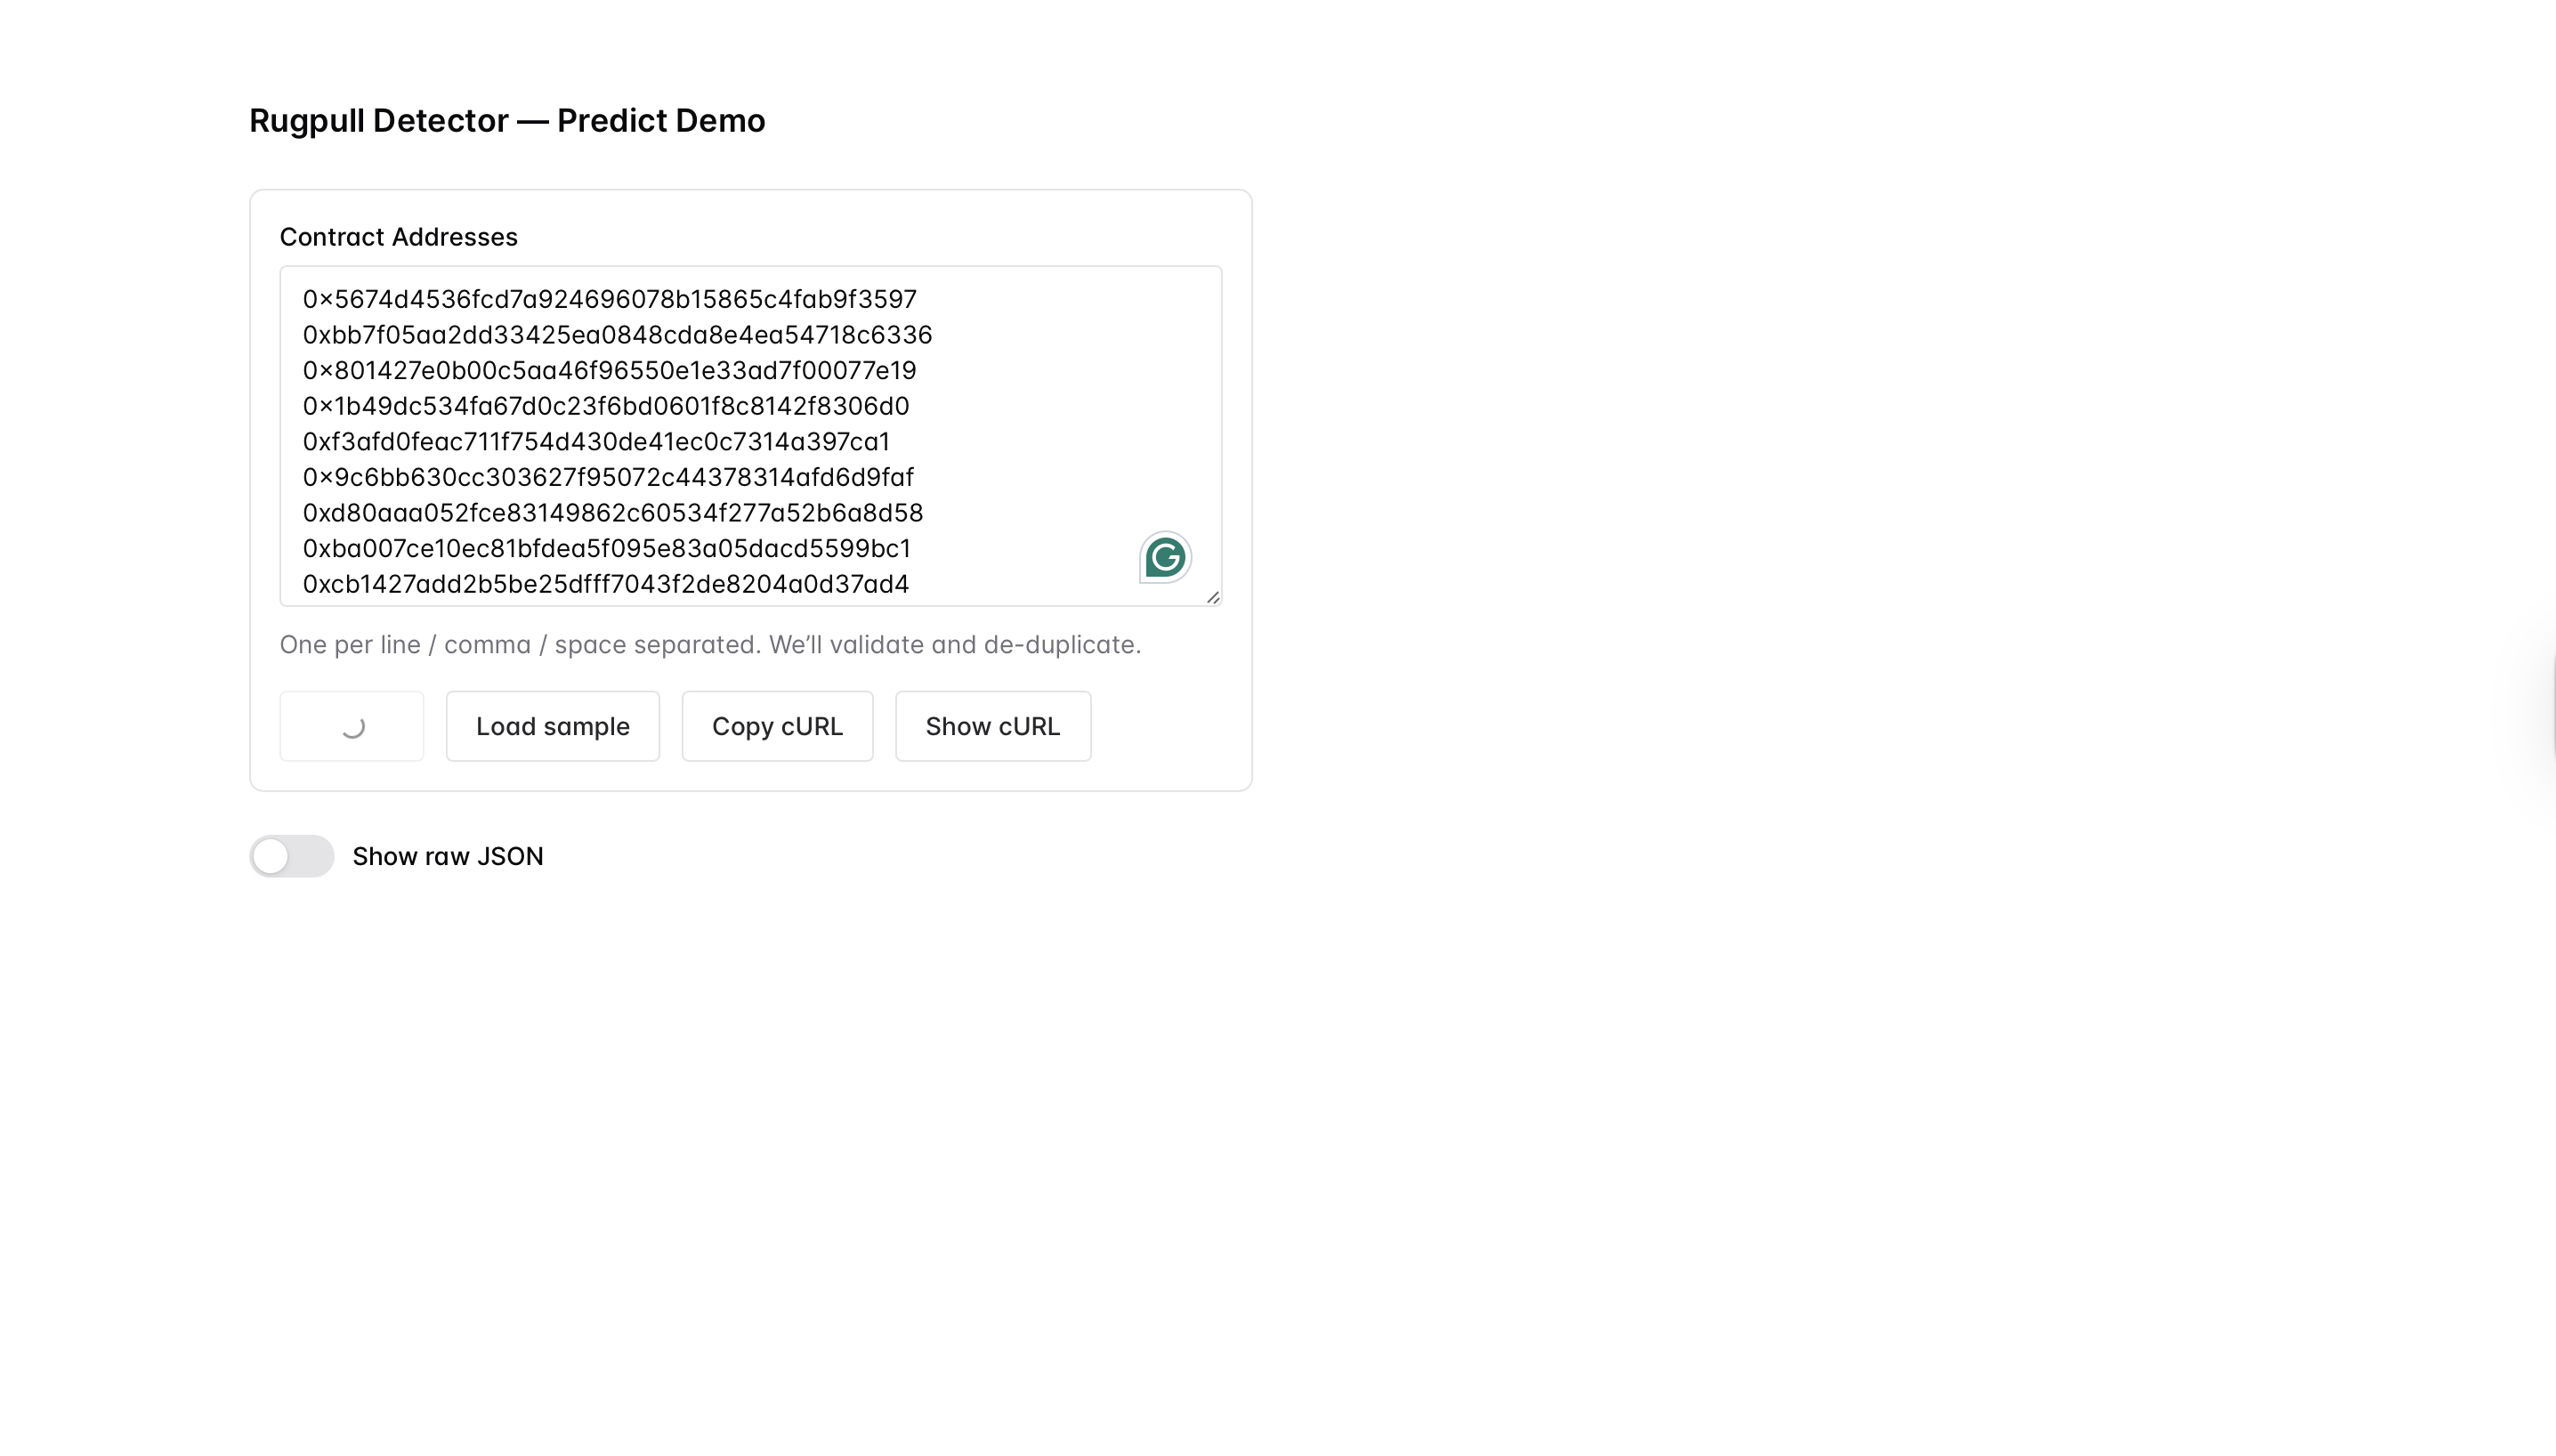 Rugpull Detector — Predict Demo
Contract Addresses
0x5674d4536fcd7a924696078b15865c4fab9f3597
0xbb7f05aa2dd33425ea0848cda8e4ea54718c6336
0x801427e0b00c5aa46f96550e1e33ad7f00077e19
0x1b49dc534fa67d0c23f6bd0601f8c8142f8306d0
0xf3afd0feac711f754d430de41ec0c7314a397ca1
0x9c6bb630cc303627f95072c44378314afd6d9faf
0xd80aaa052fce83149862c60534f277a52b6a8d58
0xba007ce10ec81bfdea5f095e83a05dacd5599bc1
0xcb1427add2b5be25dfff7043f2de8204a0d37ad4
One per line / comma / space separated. We’ll validate and de-duplicate.
Load sample Copy cURL Show cURL
Show raw JSON